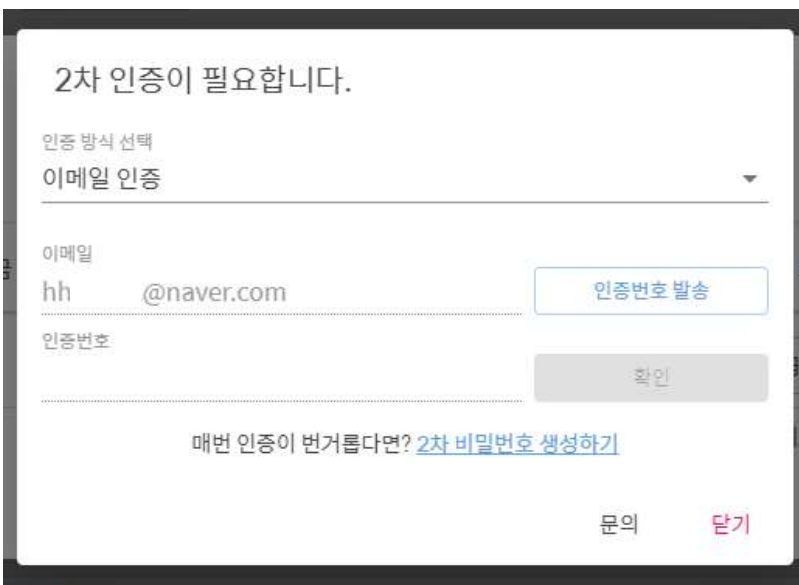 2차 인증이 필요합니다.
인증 방식 선택
이메일 인증
이메일
hh @naver.com
인증번호 발송
인증번호
확인
매번 인증이 번거롭다면? 2차 비밀번호 생성하기
문의 닫기